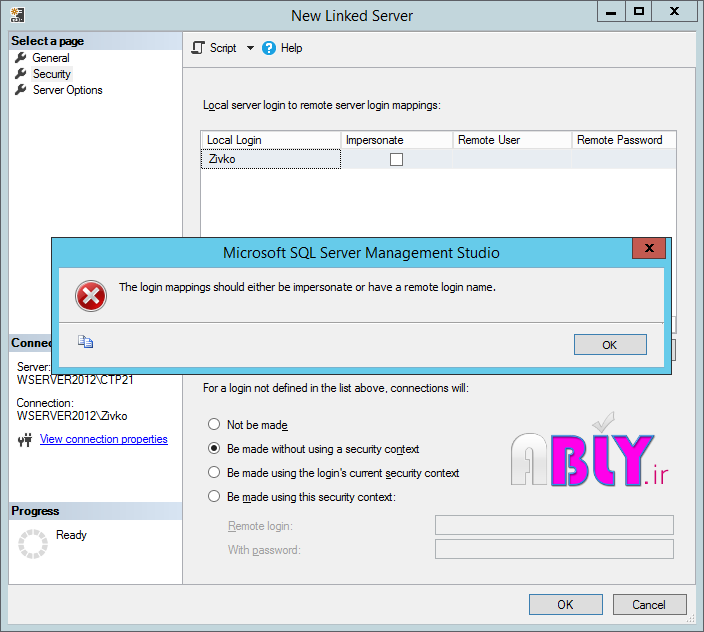 New Linked Server
Select a page
General
Security
Server Options
Script
Help
Local server login to remote server login mappings:
Local Login Impersonate Remote User Remote Password
Zivko
Microsoft SQL Server Management Studio
The login mappings should either be impersonate or have a remote login name.
OK
Server:
WSERVER2012\CTP21
Connection:
WSERVER2012\Zivko
View connection properties
For a login not defined in the list above, connections will:
Not be made
Be made without using a security context
Be made using the login's current security context
Be made using this security context:
Remote login:
With password:
ABLY.ir
Progress
Ready
OK Cancel